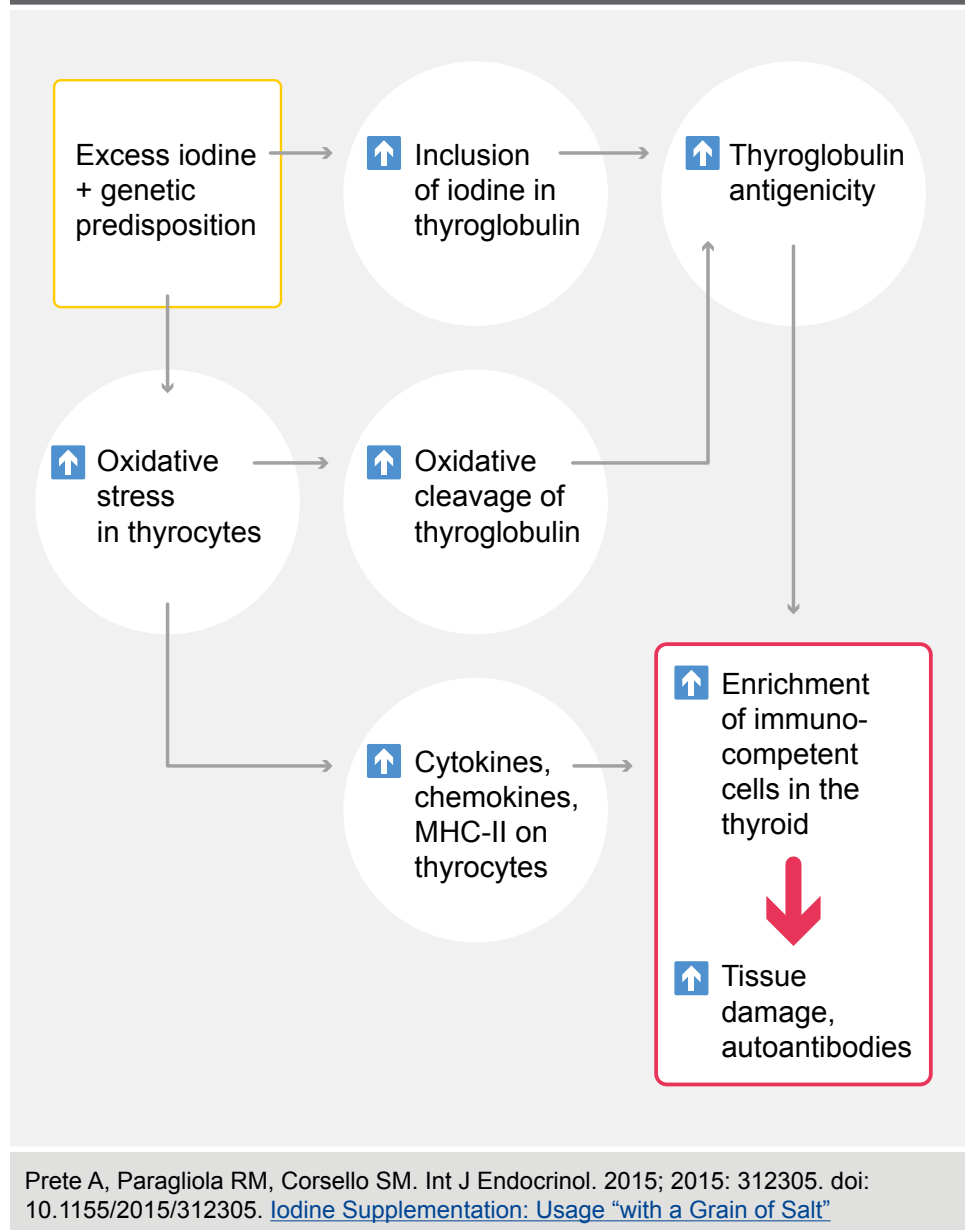 Excess iodine
+ genetic
predisposition
Inclusion
of iodine in
thyroglobulin
Thyroglobulin
antigenicity
Oxidative
stress
in thyrocytes
Oxidative
cleavage of
thyroglobulin
Cytokines,
chemokines,
MHC-II on
thyrocytes
Enrichment
of immuno-
competent
cells in the
thyroid
Tissue
damage,
autoantibodies
Prete A, Paragliola RM, Corsello SM. Int J Endocrinol. 2015; 2015: 312305. doi:
10.1155/2015/312305. Iodine Supplementation: Usage “with a Grain of Salt”